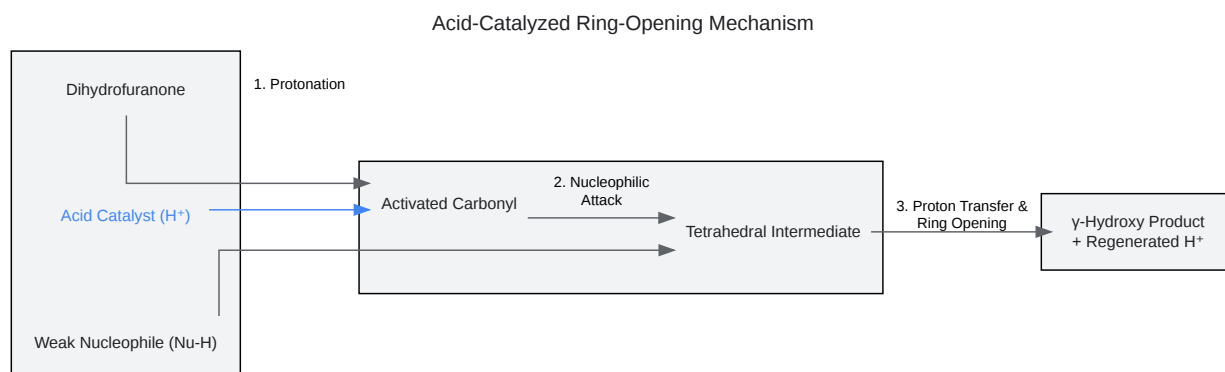 Acid-Catalyzed Ring-Opening Mechanism
Dihydrofuranone
1. Protonation
Acid Catalyst (H⁺)
Weak Nucleophile (Nu-H)
Activated Carbonyl
2. Nucleophilic
Attack
Tetrahedral Intermediate
3. Proton Transfer &
Ring Opening
γ-Hydroxy Product
+ Regenerated H⁺